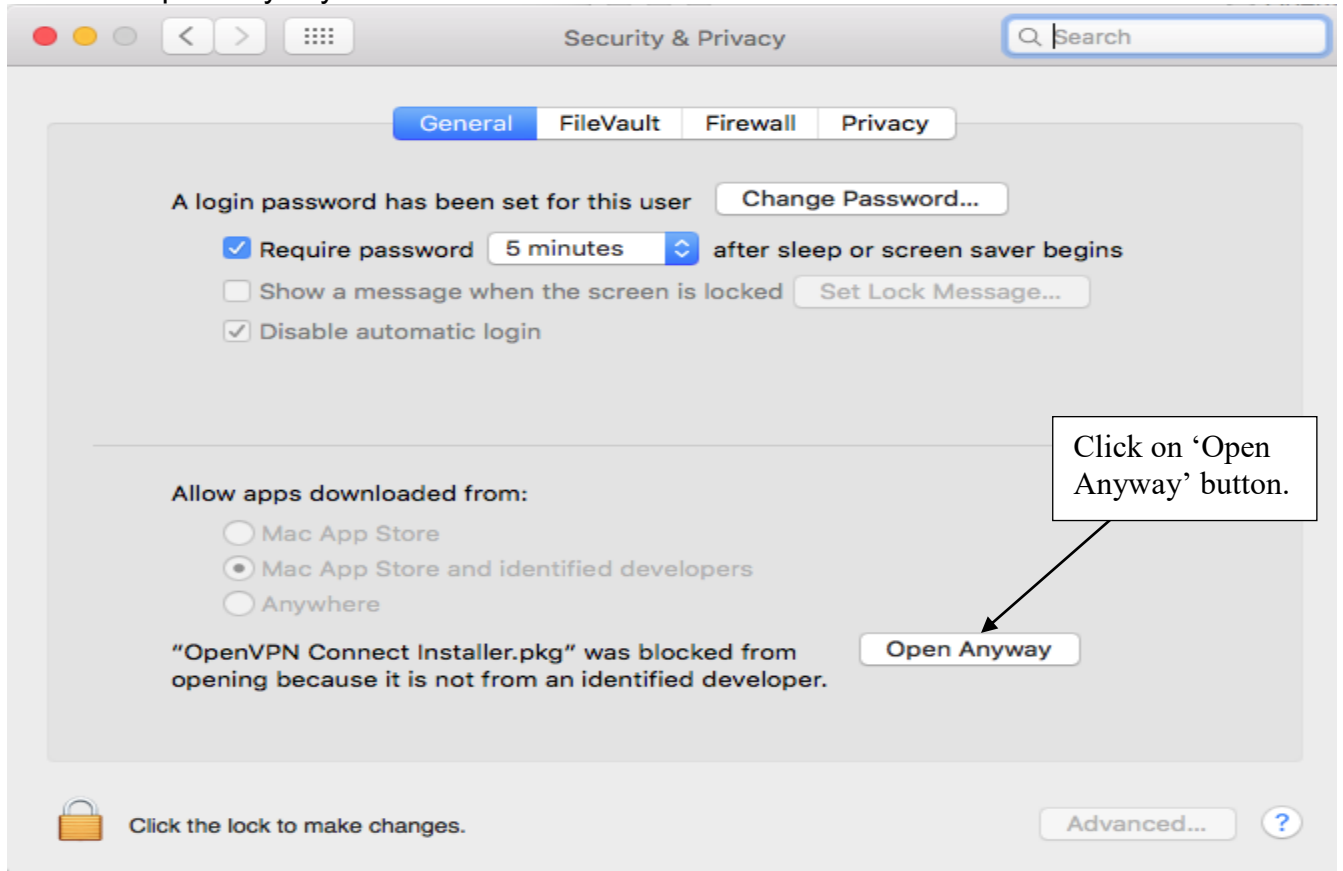 Security & Privacy
Search
General FileVault Firewall Privacy
A login password has been set for this user Change Password...
Require password 5 minutes after sleep or screen saver begins
Show a message when the screen is locked Set Lock Message...
Disable automatic login
Click on ‘Open
Anyway’ button.
Allow apps downloaded from:
Mac App Store
Mac App Store and identified developers
Anywhere
“OpenVPN Connect Installer.pkg” was blocked from
opening because it is not from an identified developer.
Open Anyway
Click the lock to make changes.
Advanced... ?